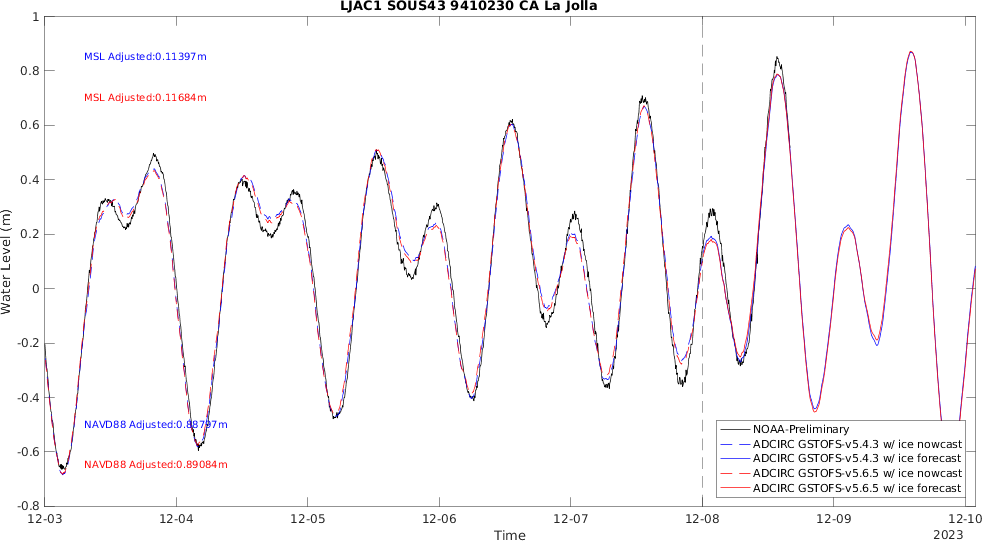 LJAC1 SOUS43 9410230 CA La Jolla
MSL Adjusted:0.11397m
MSL Adjusted:0.11684m
NAVD88 Adjusted:0.88797m
NAVD88 Adjusted:0.89084m
Water Level (m)
1
0.8
0.6
0.4
0.2
0
-0.2
-0.4
-0.6
-0.8
NOAA-Preliminary
ADCIRC GSTOFS-v5.4.3 w/ ice nowcast
ADCIRC GSTOFS-v5.4.3 w/ ice forecast
ADCIRC GSTOFS-v5.6.5 w/ ice nowcast
ADCIRC GSTOFS-v5.6.5 w/ ice forecast
12-03 12-04 12-05 12-06 12-07 12-08 12-09 12-10
Time
2023